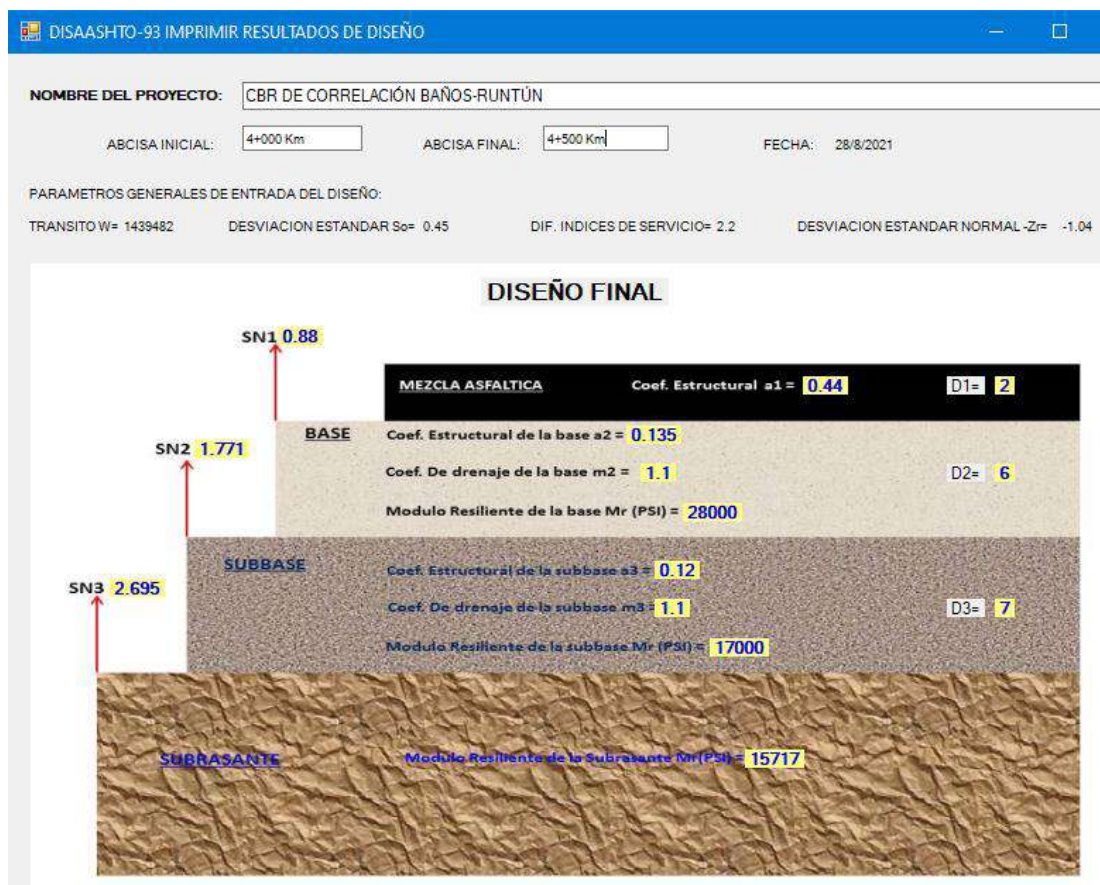 DISAASHTO-93 IMPRIMIR RESULTADOS DE DISEÑO
NOMBRE DEL PROYECTO: CBR DE CORRELACIÓN BAÑOS-RUNTÚN
ABCISA INICIAL: 4+000 Km ABCISA FINAL: 4+500 Km FECHA: 28/8/2021
PARAMETROS GENERALES DE ENTRADA DEL DISEÑO:
TRANSITO W= 1439482 DESVIACION ESTANDAR So= 0.45 DIF. INDICES DE SERVICIO= 2.2 DESVIACION ESTANDAR NORMAL -Zr= -1.04
DISEÑO FINAL
SN1 0.88
MEZCLA ASFALTICA Coef. Estructural a1 = 0.44 D1= 2
BASE Coef. Estructural de la base a2 = 0.135
SN2 1.771
Coef. De drenaje de la base m2 = 1.1 D2= 6
Modulo Resiliente de la base Mr (PSI) = 28000
SUBBASE Coef. Estructural de la subbase a3 = 0.12
SN3 2.695
Coef. De drenaje de la subbase m3 = 1.1 D3= 7
Modulo Resiliente de la subbase Mr (PSI) = 17000
SUBRASANTE Modulo Resiliente de la Subrasante Mr(PSI) = 15717